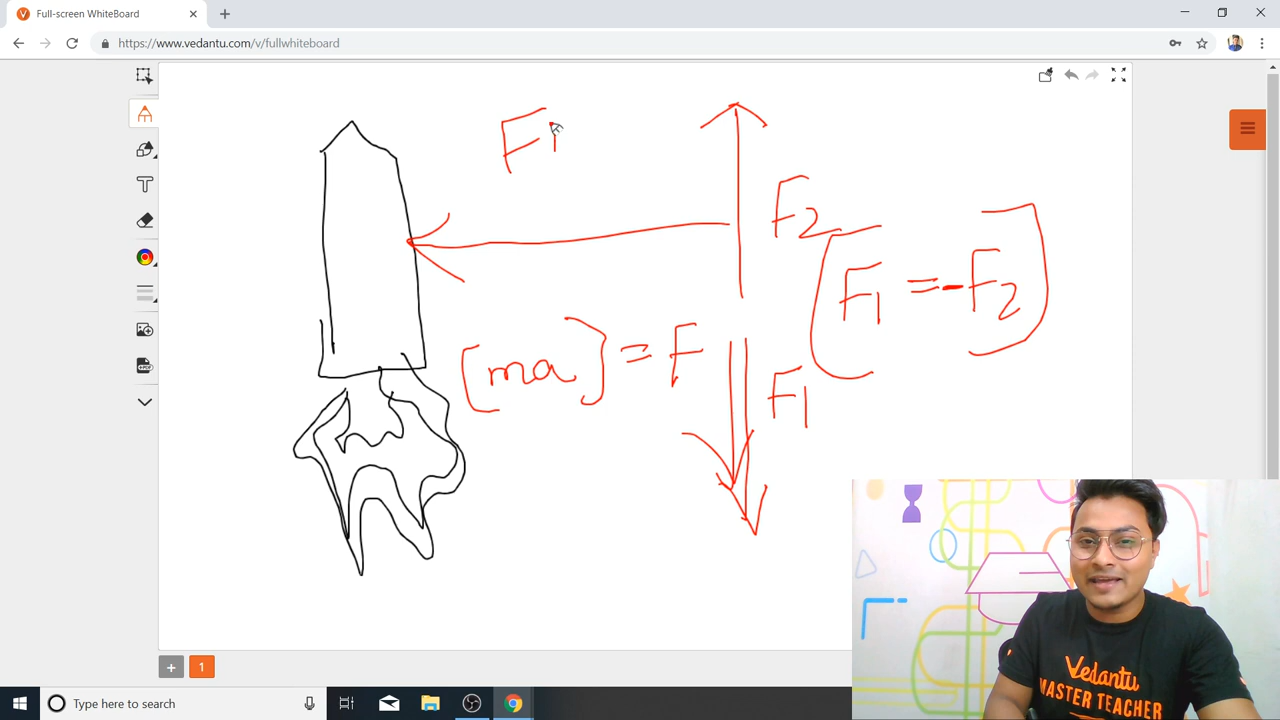 Full-screen WhiteBoard
https://www.vedantu.com/v/fullwhiteboard
F1
F2
F1 = -F2
[ma] = F
F1
1
Vedantu
MASTER TEACHER
Type here to search